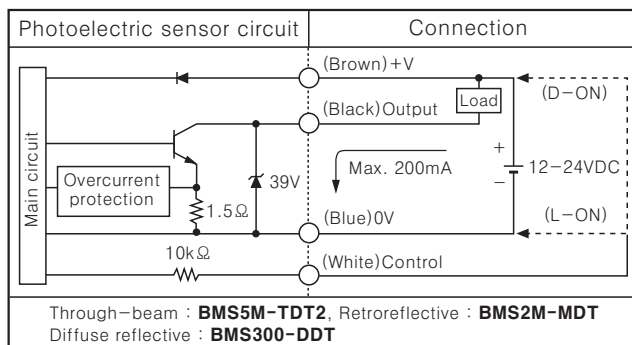 Photoelectric sensor circuit
Connection
Main circuit
(Brown)+V
(Black)Output
Load
(D-ON)
Overcurrent
protection
39V
Max. 200mA
+
-
12-24VDC
1.5Ω
(Blue)0V
(L-ON)
10kΩ
(White)Control
Through-beam : BMS5M-TDT2, Retroreflective : BMS2M-MDT
Diffuse reflective : BMS300-DDT